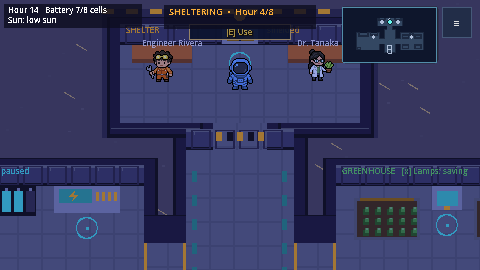 Hour 14 Battery 7/8 cells
Sun: low sun
SHELTERING • Hour 4/8
SHELTER
[E] Use
Engineer Rivera
Dr. Tanaka
paused
GREENHOUSE [x] Lamps: saving